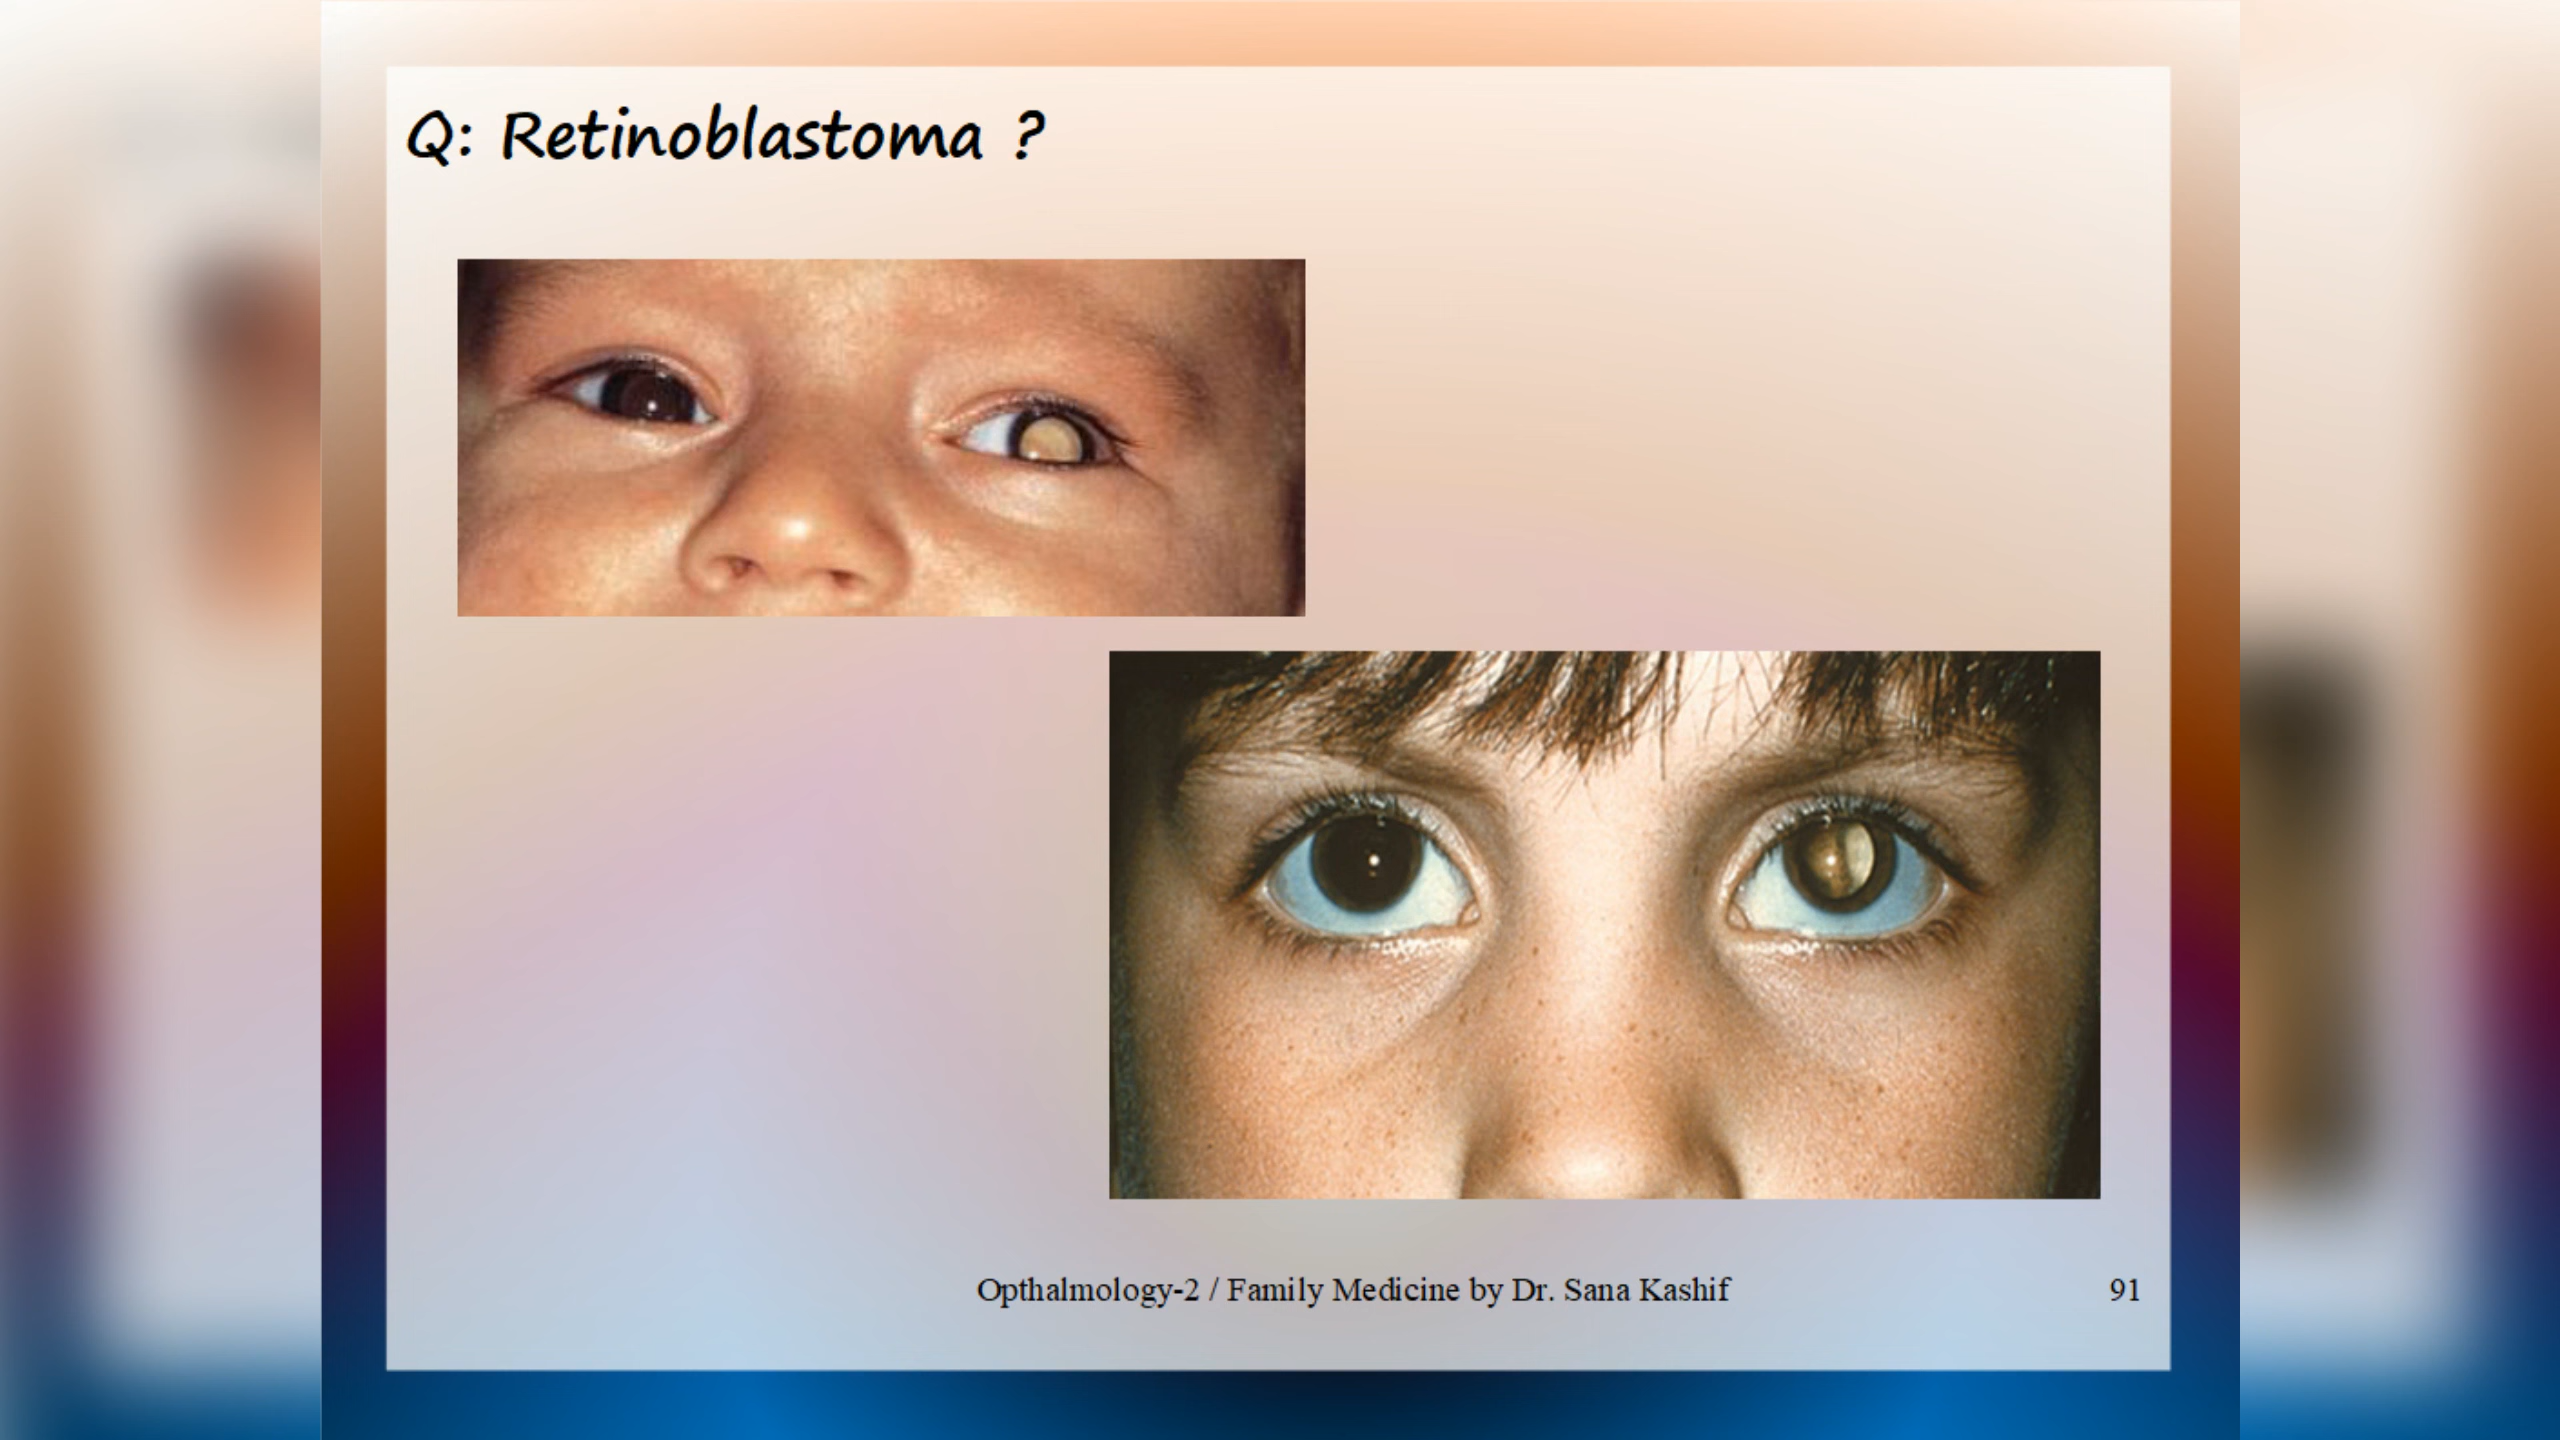 Q: Retinoblastoma ?
Opthalmology-2 / Family Medicine by Dr. Sana Kashif
91